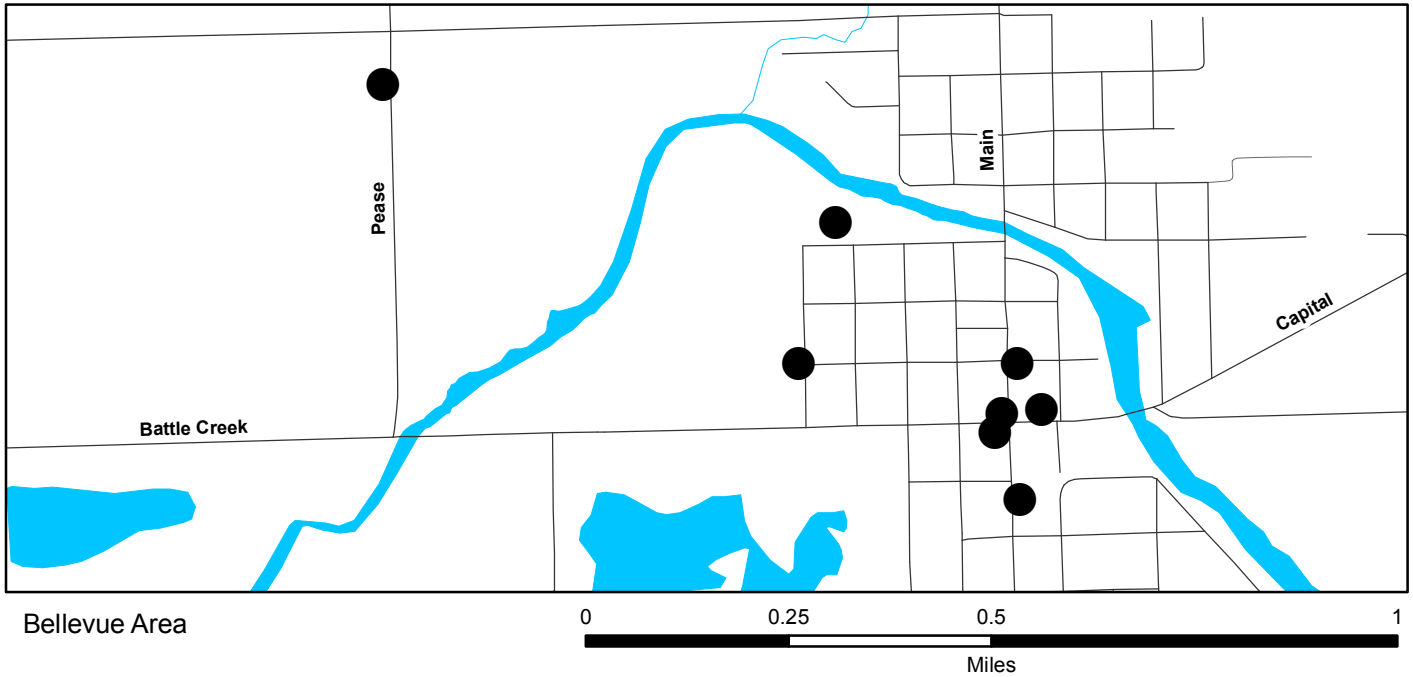 Main
Pease
Capital
Battle Creek
Bellevue Area
0 0.25 0.5 1
Miles